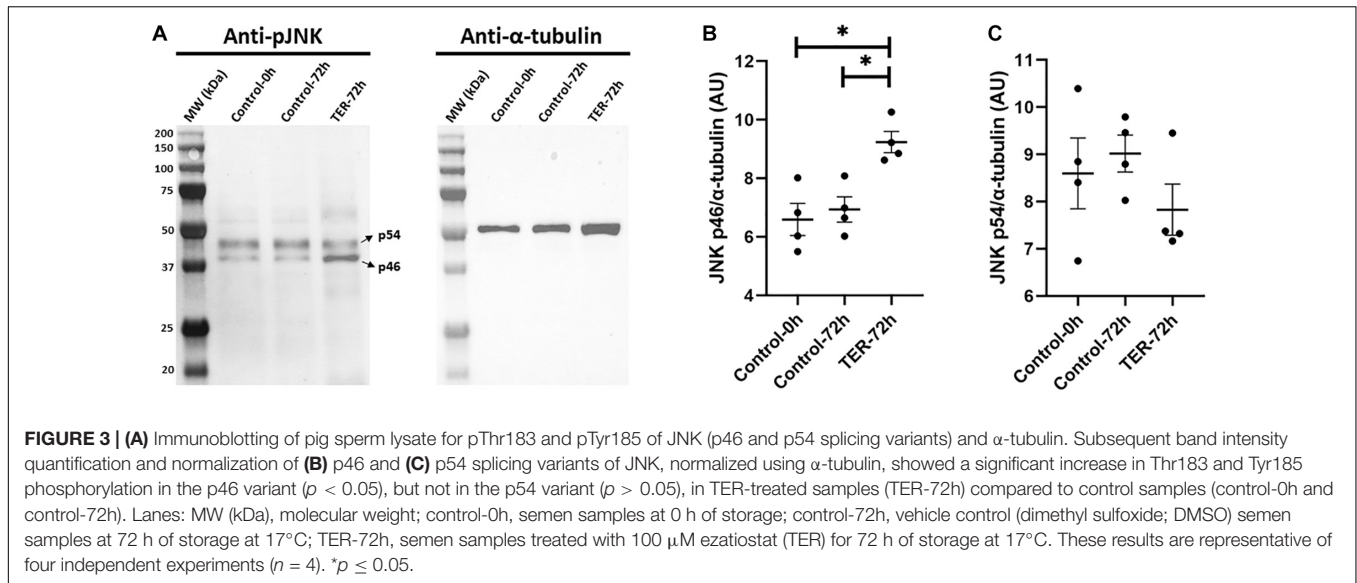 A
Anti-pJNK
Anti-α-tubulin
MW (kDa)
Control-0h
Control-72h
TER-72h
MW (kDa)
Control-0h
Control-72h
TER-72h
200
150
100
75
50
37
25
20
p54
p46
B
*
*
JNK p46/α-tubulin (AU)
12
10
8
6
4
Control-0h
Control-72h
TER-72h
C
JNK p54/α-tubulin (AU)
11
10
9
8
7
6
Control-0h
Control-72h
TER-72h
FIGURE 3 | (A) Immunoblotting of pig sperm lysate for pThr183 and pTyr185 of JNK (p46 and p54 splicing variants) and α-tubulin. Subsequent band intensity
quantification and normalization of (B) p46 and (C) p54 splicing variants of JNK, normalized using α-tubulin, showed a significant increase in Thr183 and Tyr185
phosphorylation in the p46 variant (p < 0.05), but not in the p54 variant (p > 0.05), in TER-treated samples (TER-72h) compared to control samples (control-0h and
control-72h). Lanes: MW (kDa), molecular weight; control-0h, semen samples at 0 h of storage; control-72h, vehicle control (dimethyl sulfoxide; DMSO) semen
samples at 72 h of storage at 17°C; TER-72h, semen samples treated with 100 μM ezatiostat (TER) for 72 h of storage at 17°C. These results are representative of
four independent experiments (n = 4). *p ≤ 0.05.